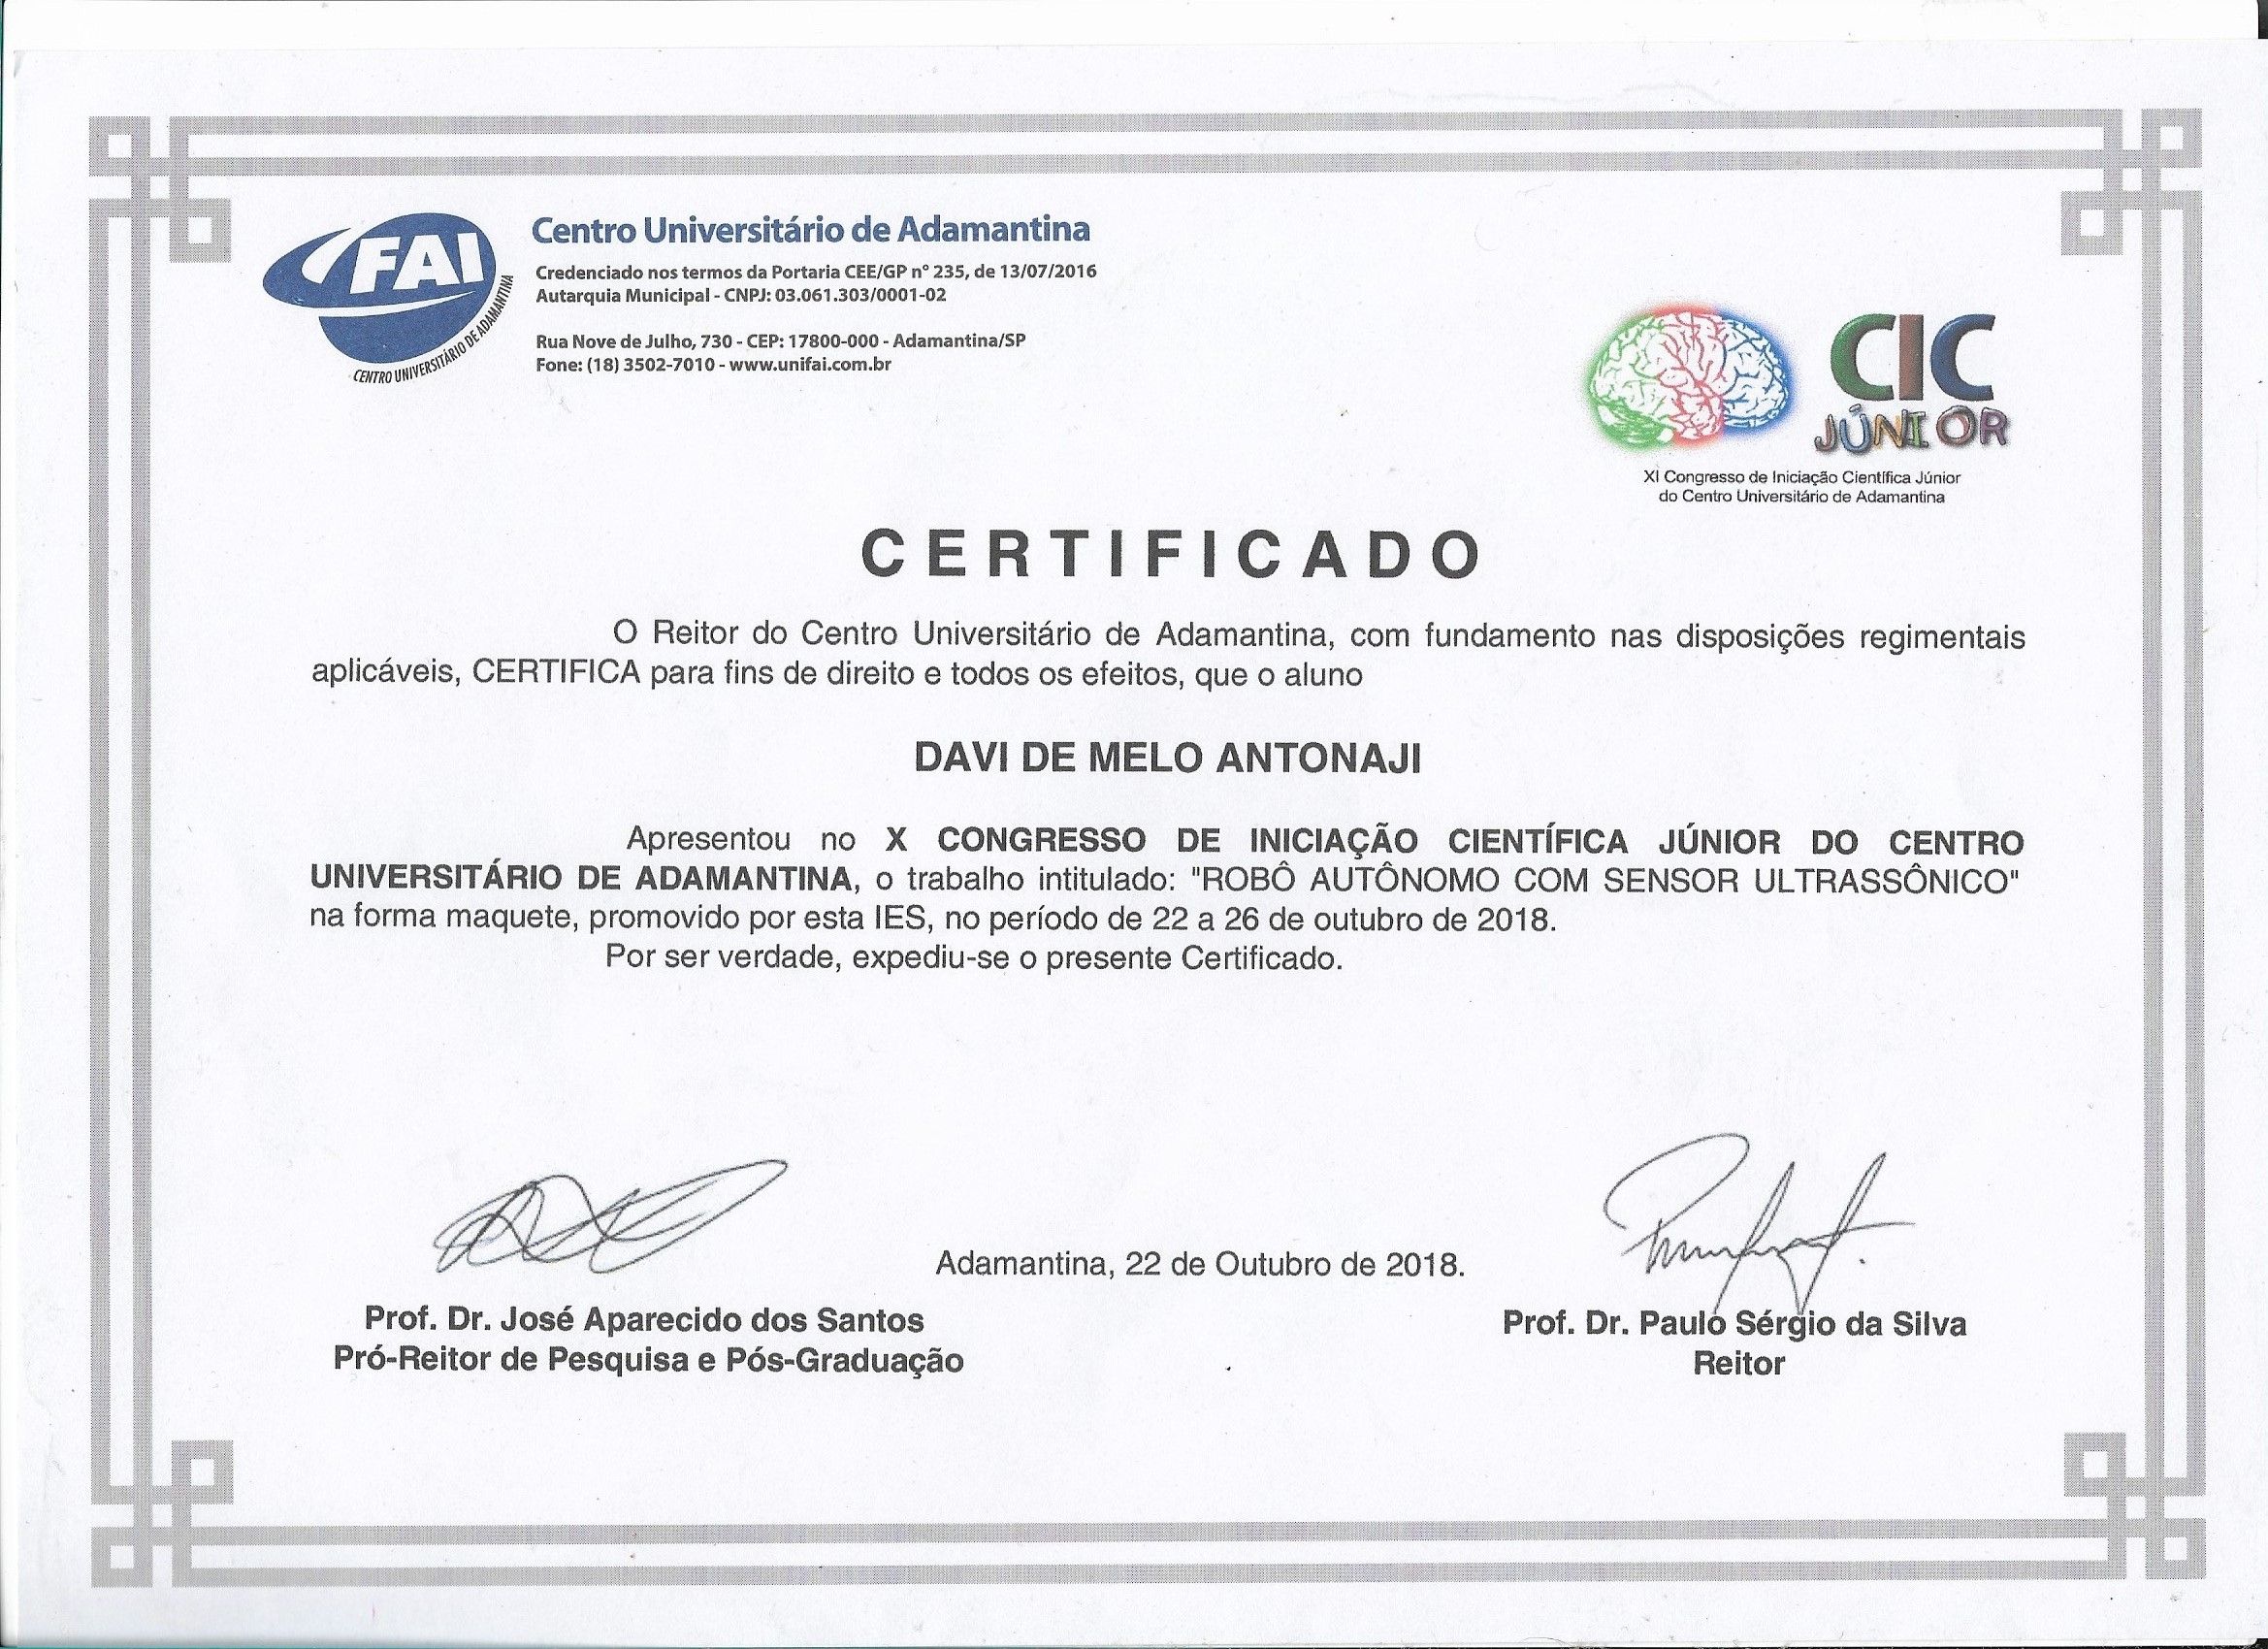 FAI
CENTRO UNIVERSITÁRIO DE ADAMANTINA
Centro Universitário de Adamantina
Credenciado nos termos da Portaria CEE/GP n° 235, de 13/07/2016
Autarquia Municipal - CNPJ: 03.061.303/0001-02
Rua Nove de Julho, 730 - CEP: 17800-000 - Adamantina/SP
Fone: (18) 3502-7010 - www.unifai.com.br
CIC
JÚNIOR
XI Congresso de Iniciação Científica Júnior
do Centro Universitário de Adamantina
CERTIFICADO
O Reitor do Centro Universitário de Adamantina, com fundamento nas disposições regimentais
aplicáveis, CERTIFICA para fins de direito e todos os efeitos, que o aluno
DAVI DE MELO ANTONAJI
Apresentou no X CONGRESSO DE INICIAÇÃO CIENTÍFICA JÚNIOR DO CENTRO
UNIVERSITÁRIO DE ADAMANTINA, o trabalho intitulado: "ROBÔ AUTÔNOMO COM SENSOR ULTRASSÔNICO"
na forma maquete, promovido por esta IES, no período de 22 a 26 de outubro de 2018.
Por ser verdade, expediu-se o presente Certificado.
Adamantina, 22 de Outubro de 2018.
Prof. Dr. José Aparecido dos Santos
Pró-Reitor de Pesquisa e Pós-Graduação
Prof. Dr. Paulo Sérgio da Silva
Reitor